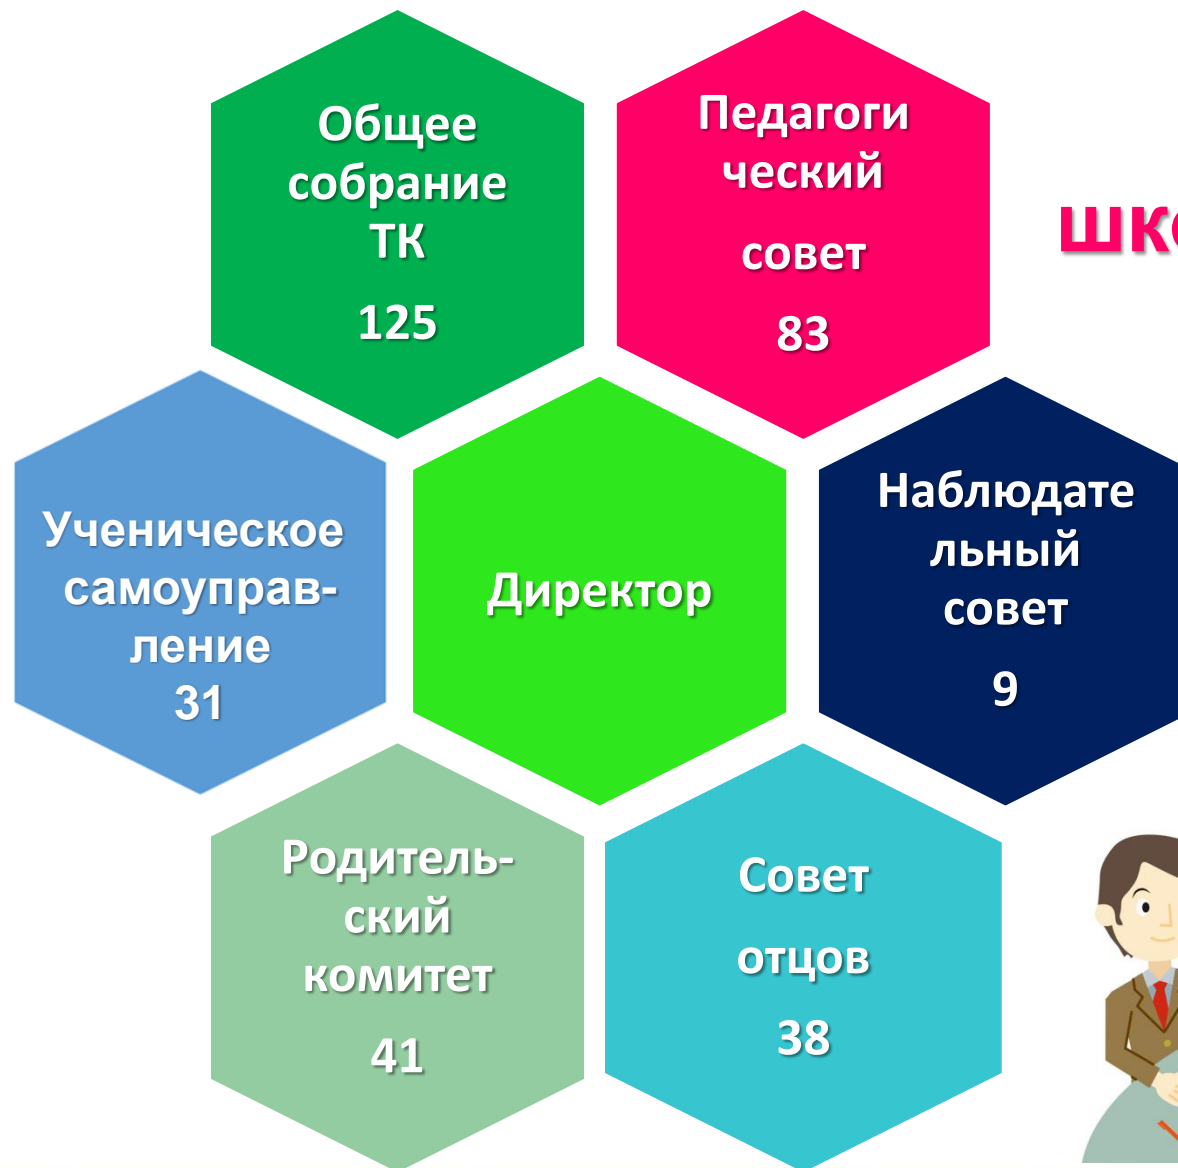 Общее
собрание
ТК
125
Педагоги
ческий
совет
83
Ученическое
самоуправ-
ление
31
Директор
Наблюдате
льный
совет
9
Родитель-
ский
комитет
41
Совет
отцов
38